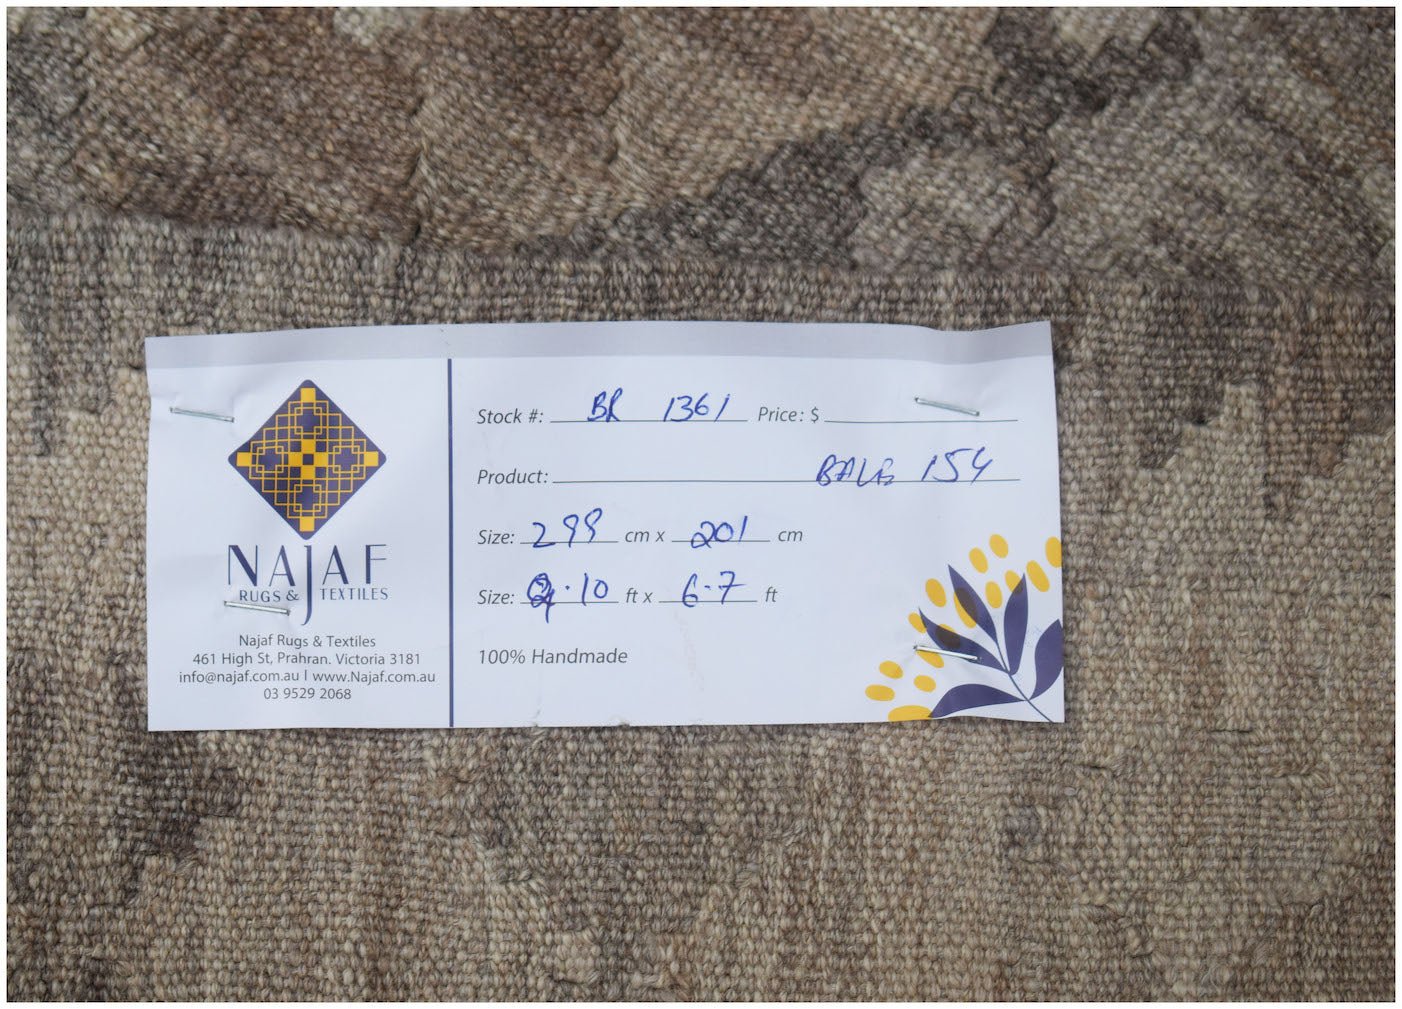 NAJAF
RUGS & TEXTILES
Najaf Rugs & Textiles
461 High St, Prahran. Victoria 3181
info@najaf.com.au | www.Najaf.com.au
03 9529 2068
Stock #: BR 1361 Price: $
Product: BALE 154
Size: 299 cm x 201 cm
Size: 9.10 ft x 6.7 ft
100% Handmade